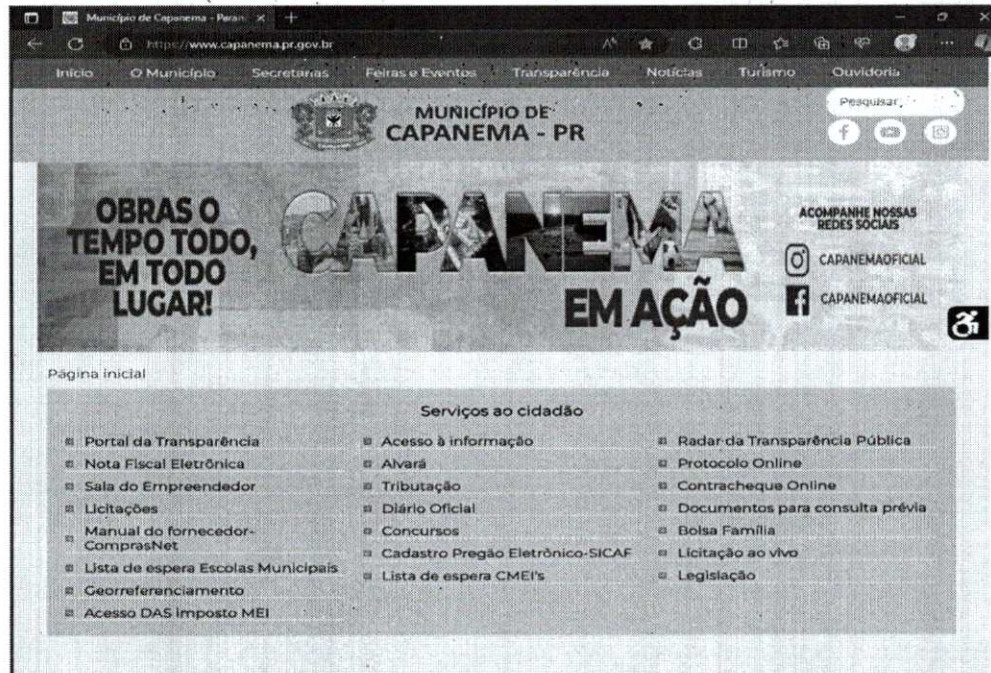 Município de Capanema - Paran
https://www.capanema.pr.gov.br
Início O Município Secretarias Feiras e Eventos Transparência Notícias Turismo Ouvidoria
MUNICÍPIO DE
CAPANEMA - PR
Pesquisar
OBRAS O
TEMPO TODO,
EM TODO
LUGAR!
CAPANEMA
EM AÇÃO
ACOMPANHE NOSSAS
REDES SOCIAIS
CAPANEMAOFICIAL
CAPANEMAOFICIAL
Página inicial
Serviços ao cidadão
Portal da Transparência
Nota Fiscal Eletrônica
Sala do Empreendedor
Licitações
Manual do fornecedor-
ComprasNet
Lista de espera Escolas Municipais
Georreferenciamento
Acesso DAS imposto MEI
Acesso à informação
Alvará
Tributação
Diário Oficial
Concursos
Cadastro Pregão Eletrônico-SICAF
Lista de espera CMEI's
Radar da Transparência Pública
Protocolo Online
Contracheque Online
Documentos para consulta prévia
Bolsa Família
Licitação ao vivo
Legislação